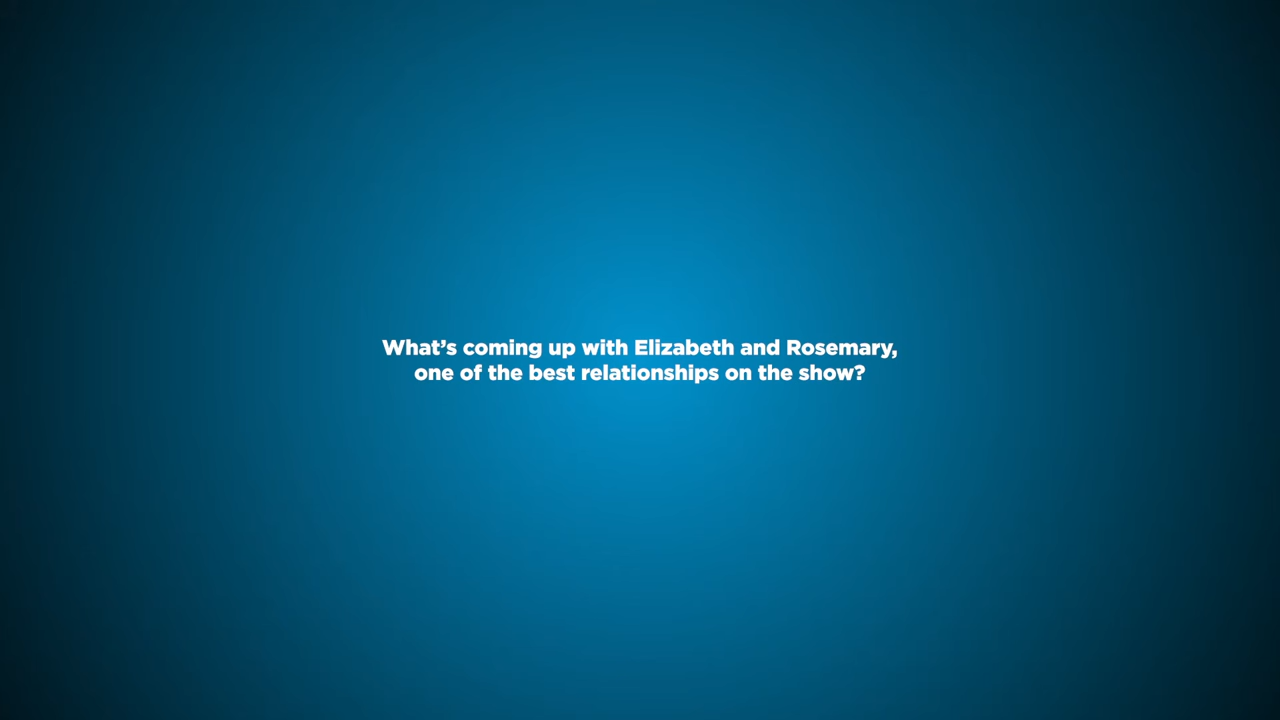 What’s coming up with Elizabeth and Rosemary,
one of the best relationships on the show?